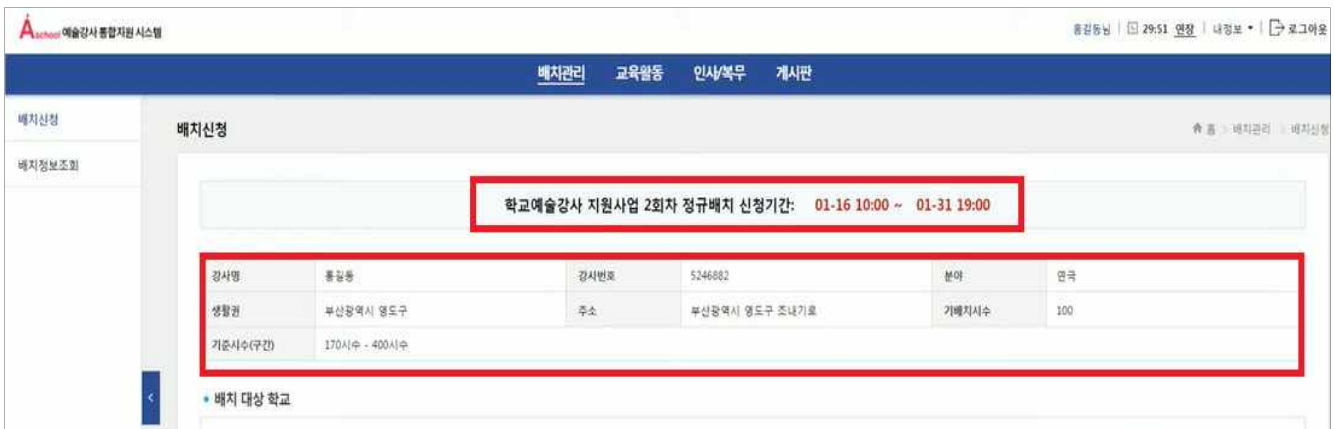 Aschool 예술강사 통합지원 시스템
홍길동님 29:51 연장 내정보 로그아웃
배치관리 교육활동 인사/복무 게시판
배치신청
배치정보조회
배치신청
홈 > 배치관리 > 배치신청
학교예술강사 지원사업 2회차 정규배치 신청기간: 01-16 10:00 ~ 01-31 19:00
강사명 홍길동 강사번호 5246882 분야 연극
생활권 부산광역시 영도구 주소 부산광역시 영도구 조내기로 기배치시수 100
기준시수(구간) 170시수 - 400시수
배치 대상 학교